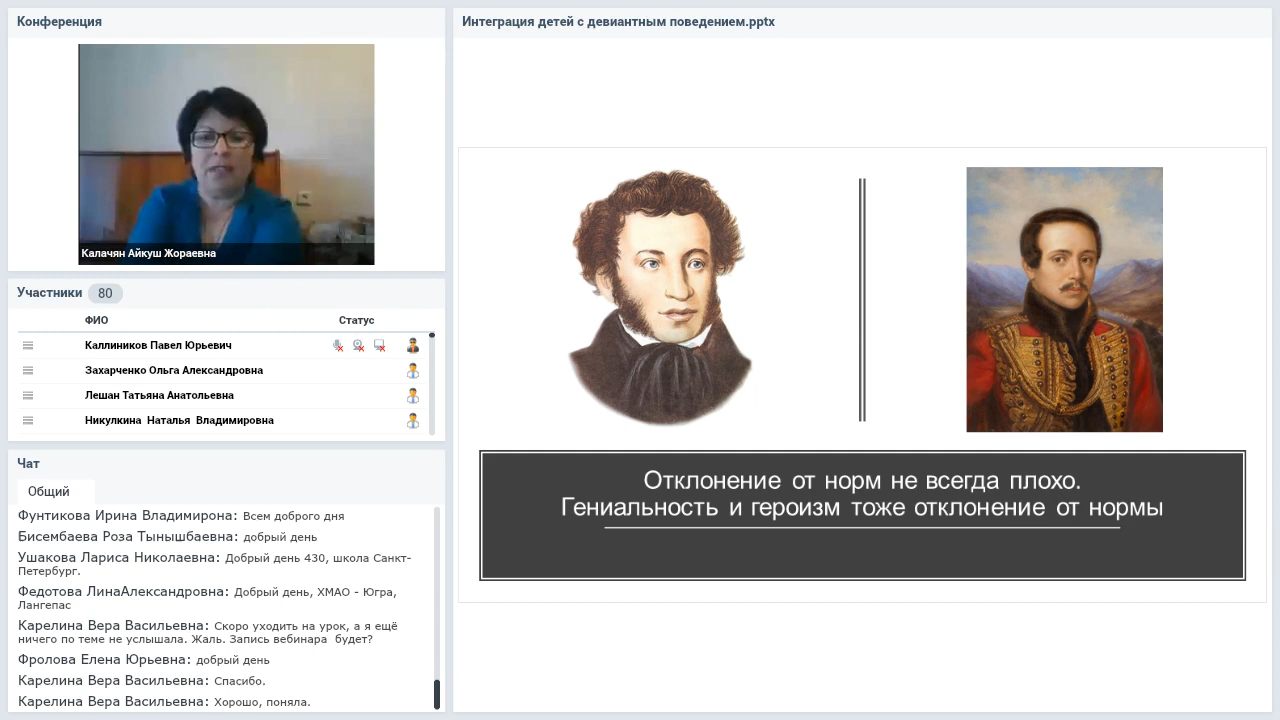 Конференция
Калачян Айкуш Жораевна
Участники 80
ФИО Статус
Каллиников Павел Юрьевич
Захарченко Ольга Александровна
Лешан Татьяна Анатольевна
Никулкина Наталья Владимировна
Чат
Общий
Фунтикова Ирина Владимирона: Всем доброго дня
Бисембаева Роза Тынышбаевна: добрый день
Ушакова Лариса Николаевна: Добрый день 430, школа Санкт-
Петербург.
Федотова ЛинаАлександровна: Добрый день, ХМАО - Югра,
Лангепас
Карелина Вера Васильевна: Скоро уходить на урок, а я ещё
ничего по теме не услышала. Жаль. Запись вебинара будет?
Фролова Елена Юрьевна: добрый день
Карелина Вера Васильевна: Спасибо.
Карелина Вера Васильевна: Хорошо, поняла.
Интеграция детей с девиантным поведением.pptx
Отклонение от норм не всегда плохо.
Гениальность и героизм тоже отклонение от нормы